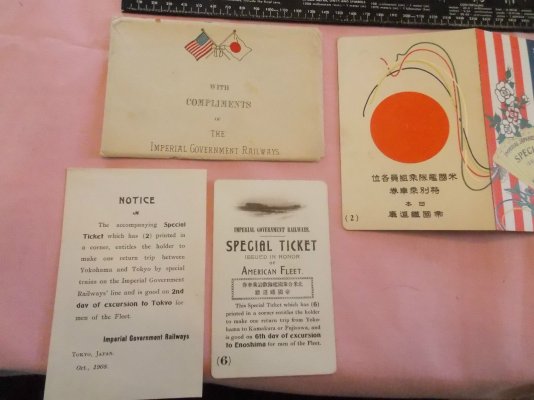 WITH
COMPLIMENTS
OF
THE
IMPERIAL GOVERNMENT RAILWAYS.
米國艦隊乘組員各位
特別乘車券
日本
帝國鐵道廳
(2)
SPECI
NOTICE
The accompanying Special
Ticket which has (2) printed in
a corner, entitles the holder to
make one return trip between
Yokohama and Tokyo by special
trains on the Imperial Government
Railways' line and is good on 2nd
day of excursion to Tokyo for
men of the Fleet.
Imperial Government Railways
TOKYO, JAPAN.
Oct., 1908.
IMPERIAL GOVERNMENT RAILWAYS.
SPECIAL TICKET
ISSUED IN HONOR
OF
AMERICAN FLEET.
This Special Ticket which has (6)
printed in a corner entitles the holder
to make one return trip from Yoko-
hama to Kamakura or Fujisawa, and
is good on 6th day of excursion
to Enoshima for men of the Fleet.
(6)